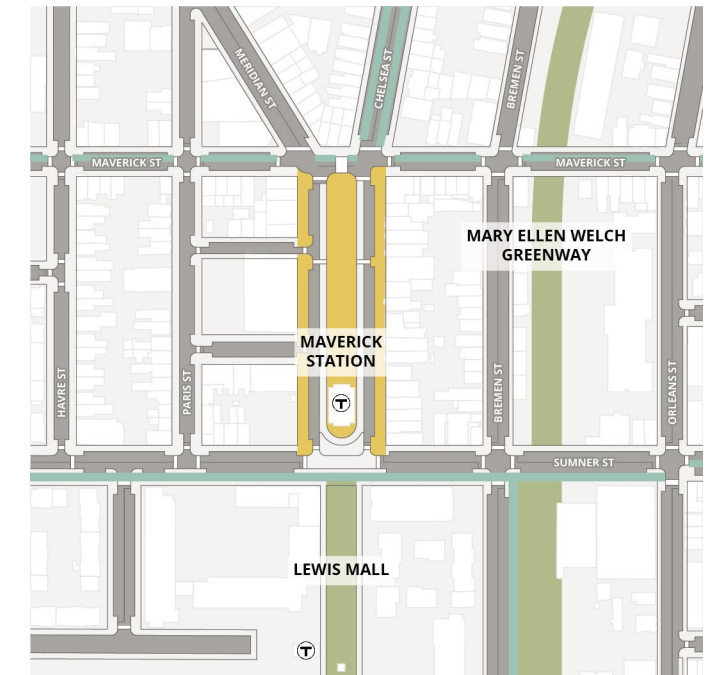 MERIDIAN ST
CHELSEA ST
BREMEN ST
MAVERICK ST
MAVERICK ST
MARY ELLEN WELCH
GREENWAY
MAVERICK
STATION
HAVRE ST
PARIS ST
BREMEN ST
ORLEANS ST
T
SUMNER ST
LEWIS MALL
T